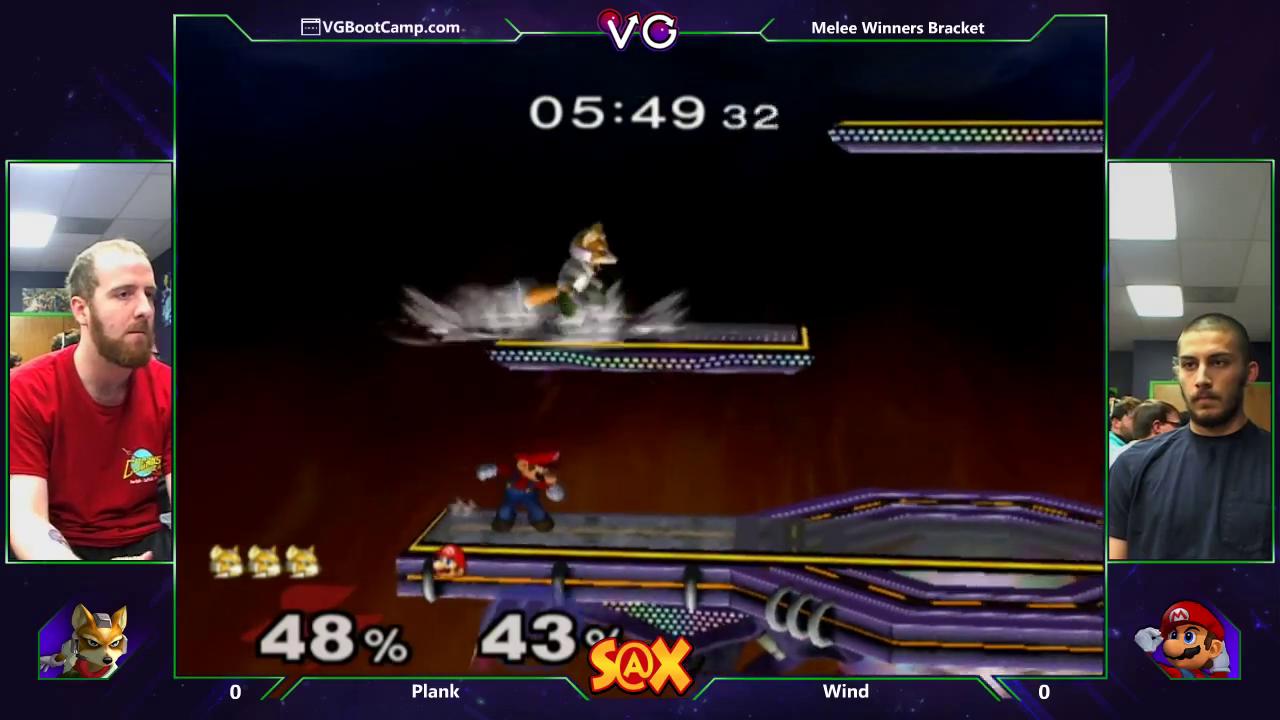 VGBootCamp.com
VG
Melee Winners Bracket
05:49 32
48%
43%
S@X
0
Plank
Wind
0